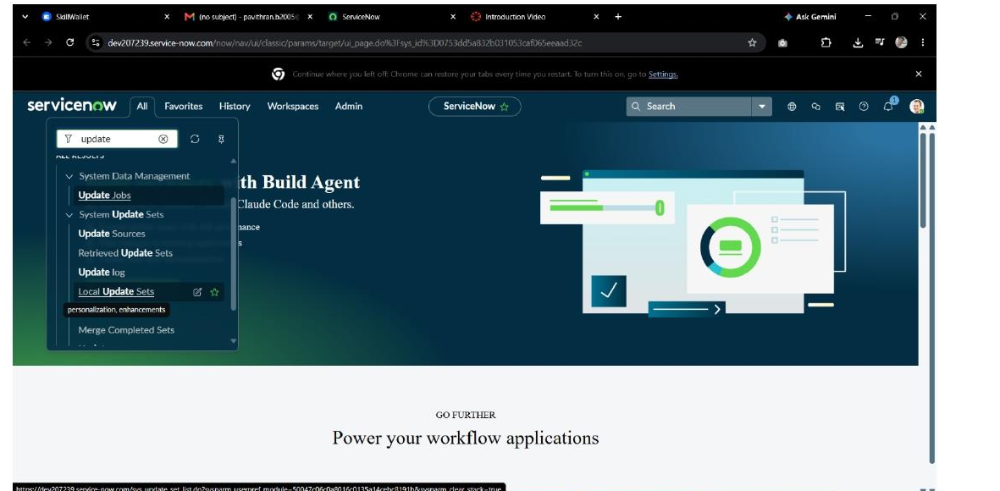 SkillWallet
(no subject) - pavithran.b2005@
ServiceNow
Introduction Video
Ask Gemini
dev207239.service-now.com/now/nav/ui/classic/params/target/ui_page.do%3Fsys_id%3D0753dd5a832b031053caf065eeaad32c
Continue where you left off: Chrome can restore your tabs every time you restart. To turn this on, go to Settings.
servicenow
All
Favorites
History
Workspaces
Admin
ServiceNow
Search
1
update
ALL RESULTS
System Data Management
Update Jobs
System Update Sets
Update Sources
Retrieved Update Sets
Update log
Local Update Sets
personalization, enhancements
Merge Completed Sets
ith Build Agent
Claude Code and others.
nance
s
GO FURTHER
Power your workflow applications
https://dev207239.service-now.com/sys_update_set_list.do?sysparm_userpref_module=50047c06c0a8016c0135a14cebc8191b&sysparm_clear_stack=true